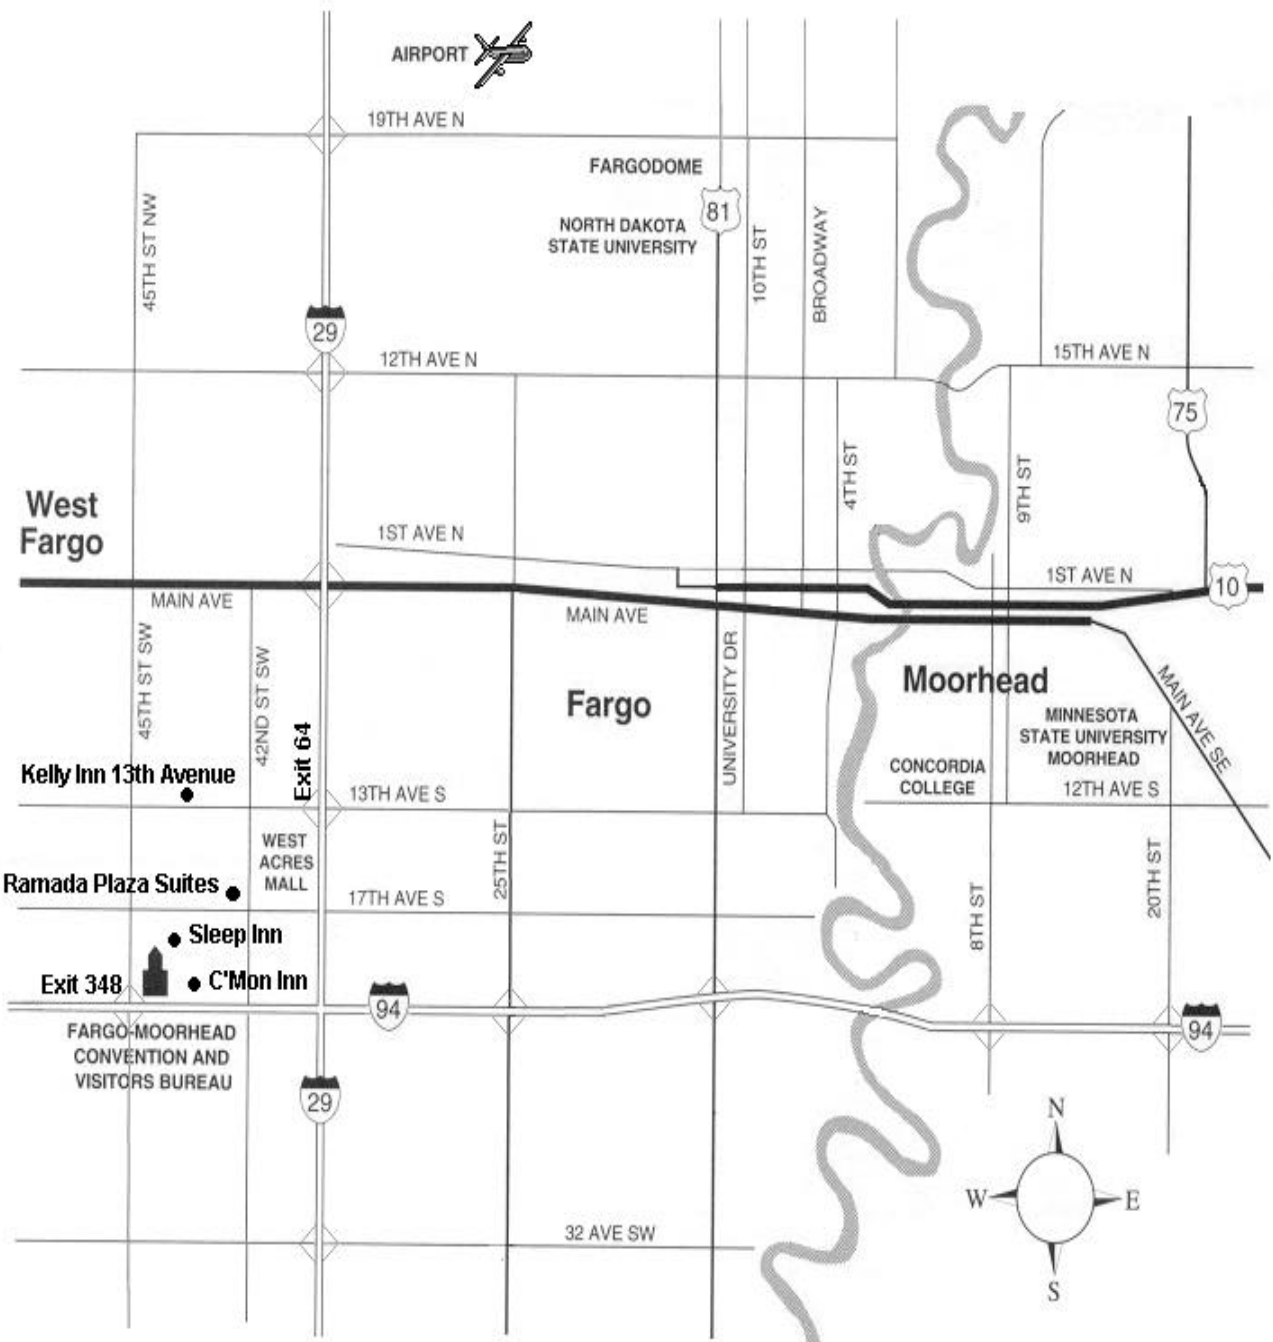 AIRPORT
19TH AVE N
FARGODOME
81
NORTH DAKOTA
STATE UNIVERSITY
45TH ST NW
10TH ST
BROADWAY
29
12TH AVE N
15TH AVE N
75
4TH ST
9TH ST
West
Fargo
1ST AVE N
1ST AVE N
10
MAIN AVE
MAIN AVE
45TH ST SW
42ND ST SW
Exit 64
Fargo
UNIVERSITY DR
Moorhead
MAIN AVE SE
MINNESOTA
STATE UNIVERSITY
MOORHEAD
CONCORDIA
COLLEGE
Kelly Inn 13th Avenue
13TH AVE S
12TH AVE S
WEST
ACRES
MALL
25TH ST
20TH ST
Ramada Plaza Suites
17TH AVE S
8TH ST
Sleep Inn
Exit 348
C'Mon Inn
94
94
FARGO-MOORHEAD
CONVENTION AND
VISITORS BUREAU
29
N
W
E
S
32 AVE SW